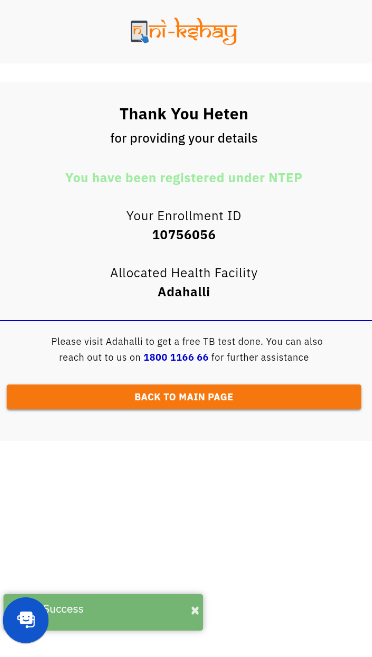 ni-kshay
Thank You Heten
for providing your details
You have been registered under NTEP
Your Enrollment ID
10756056
Allocated Health Facility
Adahalli
Please visit Adahalli to get a free TB test done. You can also
reach out to us on 1800 1166 66 for further assistance
BACK TO MAIN PAGE
Success